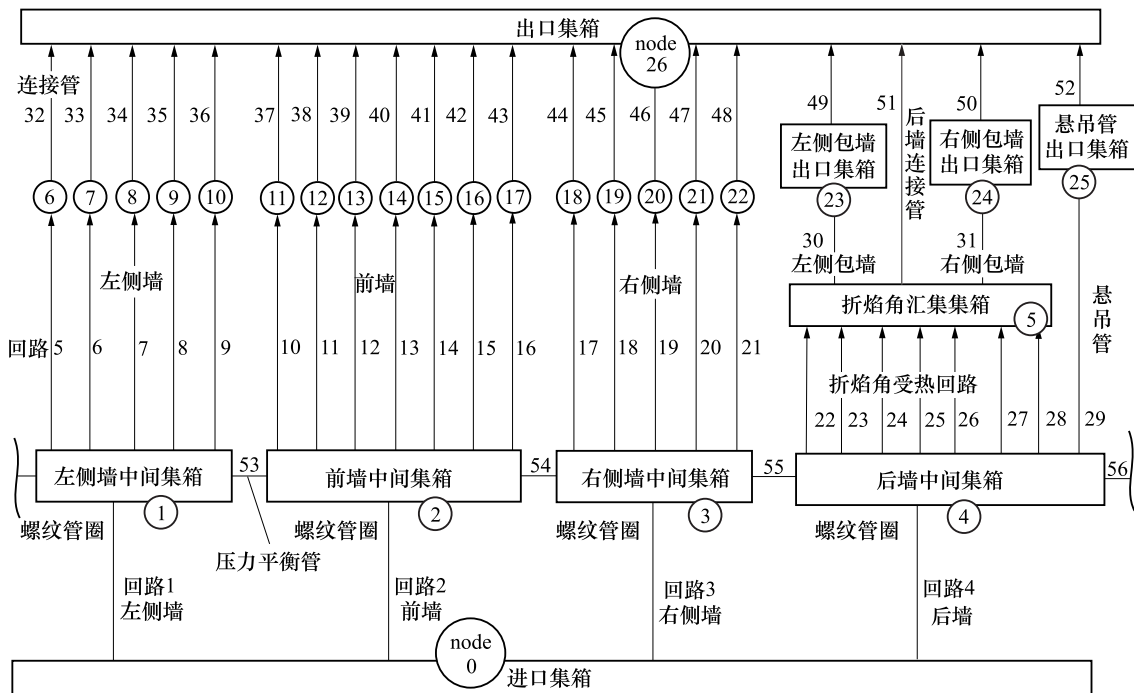 出口集箱
node
26
连接管
32 33 34 35 36 37 38 39 40 41 42 43 44 45 46 47 48 49 51 50 52
后墙连接管
左侧包墙
出口集箱
右侧包墙
出口集箱
悬吊管
出口集箱
6 7 8 9 10 11 12 13 14 15 16 17 18 19 20 21 22 23 24 25
30
左侧包墙
31
右侧包墙
左侧墙
前墙
右侧墙
折焰角汇集集箱
5
悬吊管
回路 5 6 7 8 9 10 11 12 13 14 15 16 17 18 19 20 21
折焰角受热回路
22 23 24 25 26 27 28 29
左侧墙中间集箱
53
前墙中间集箱
54
右侧墙中间集箱
55
后墙中间集箱
56
1
2
3
4
螺纹管圈
压力平衡管
螺纹管圈
螺纹管圈
螺纹管圈
回路1
左侧墙
回路2
前墙
回路3
右侧墙
回路4
后墙
node
0
进口集箱